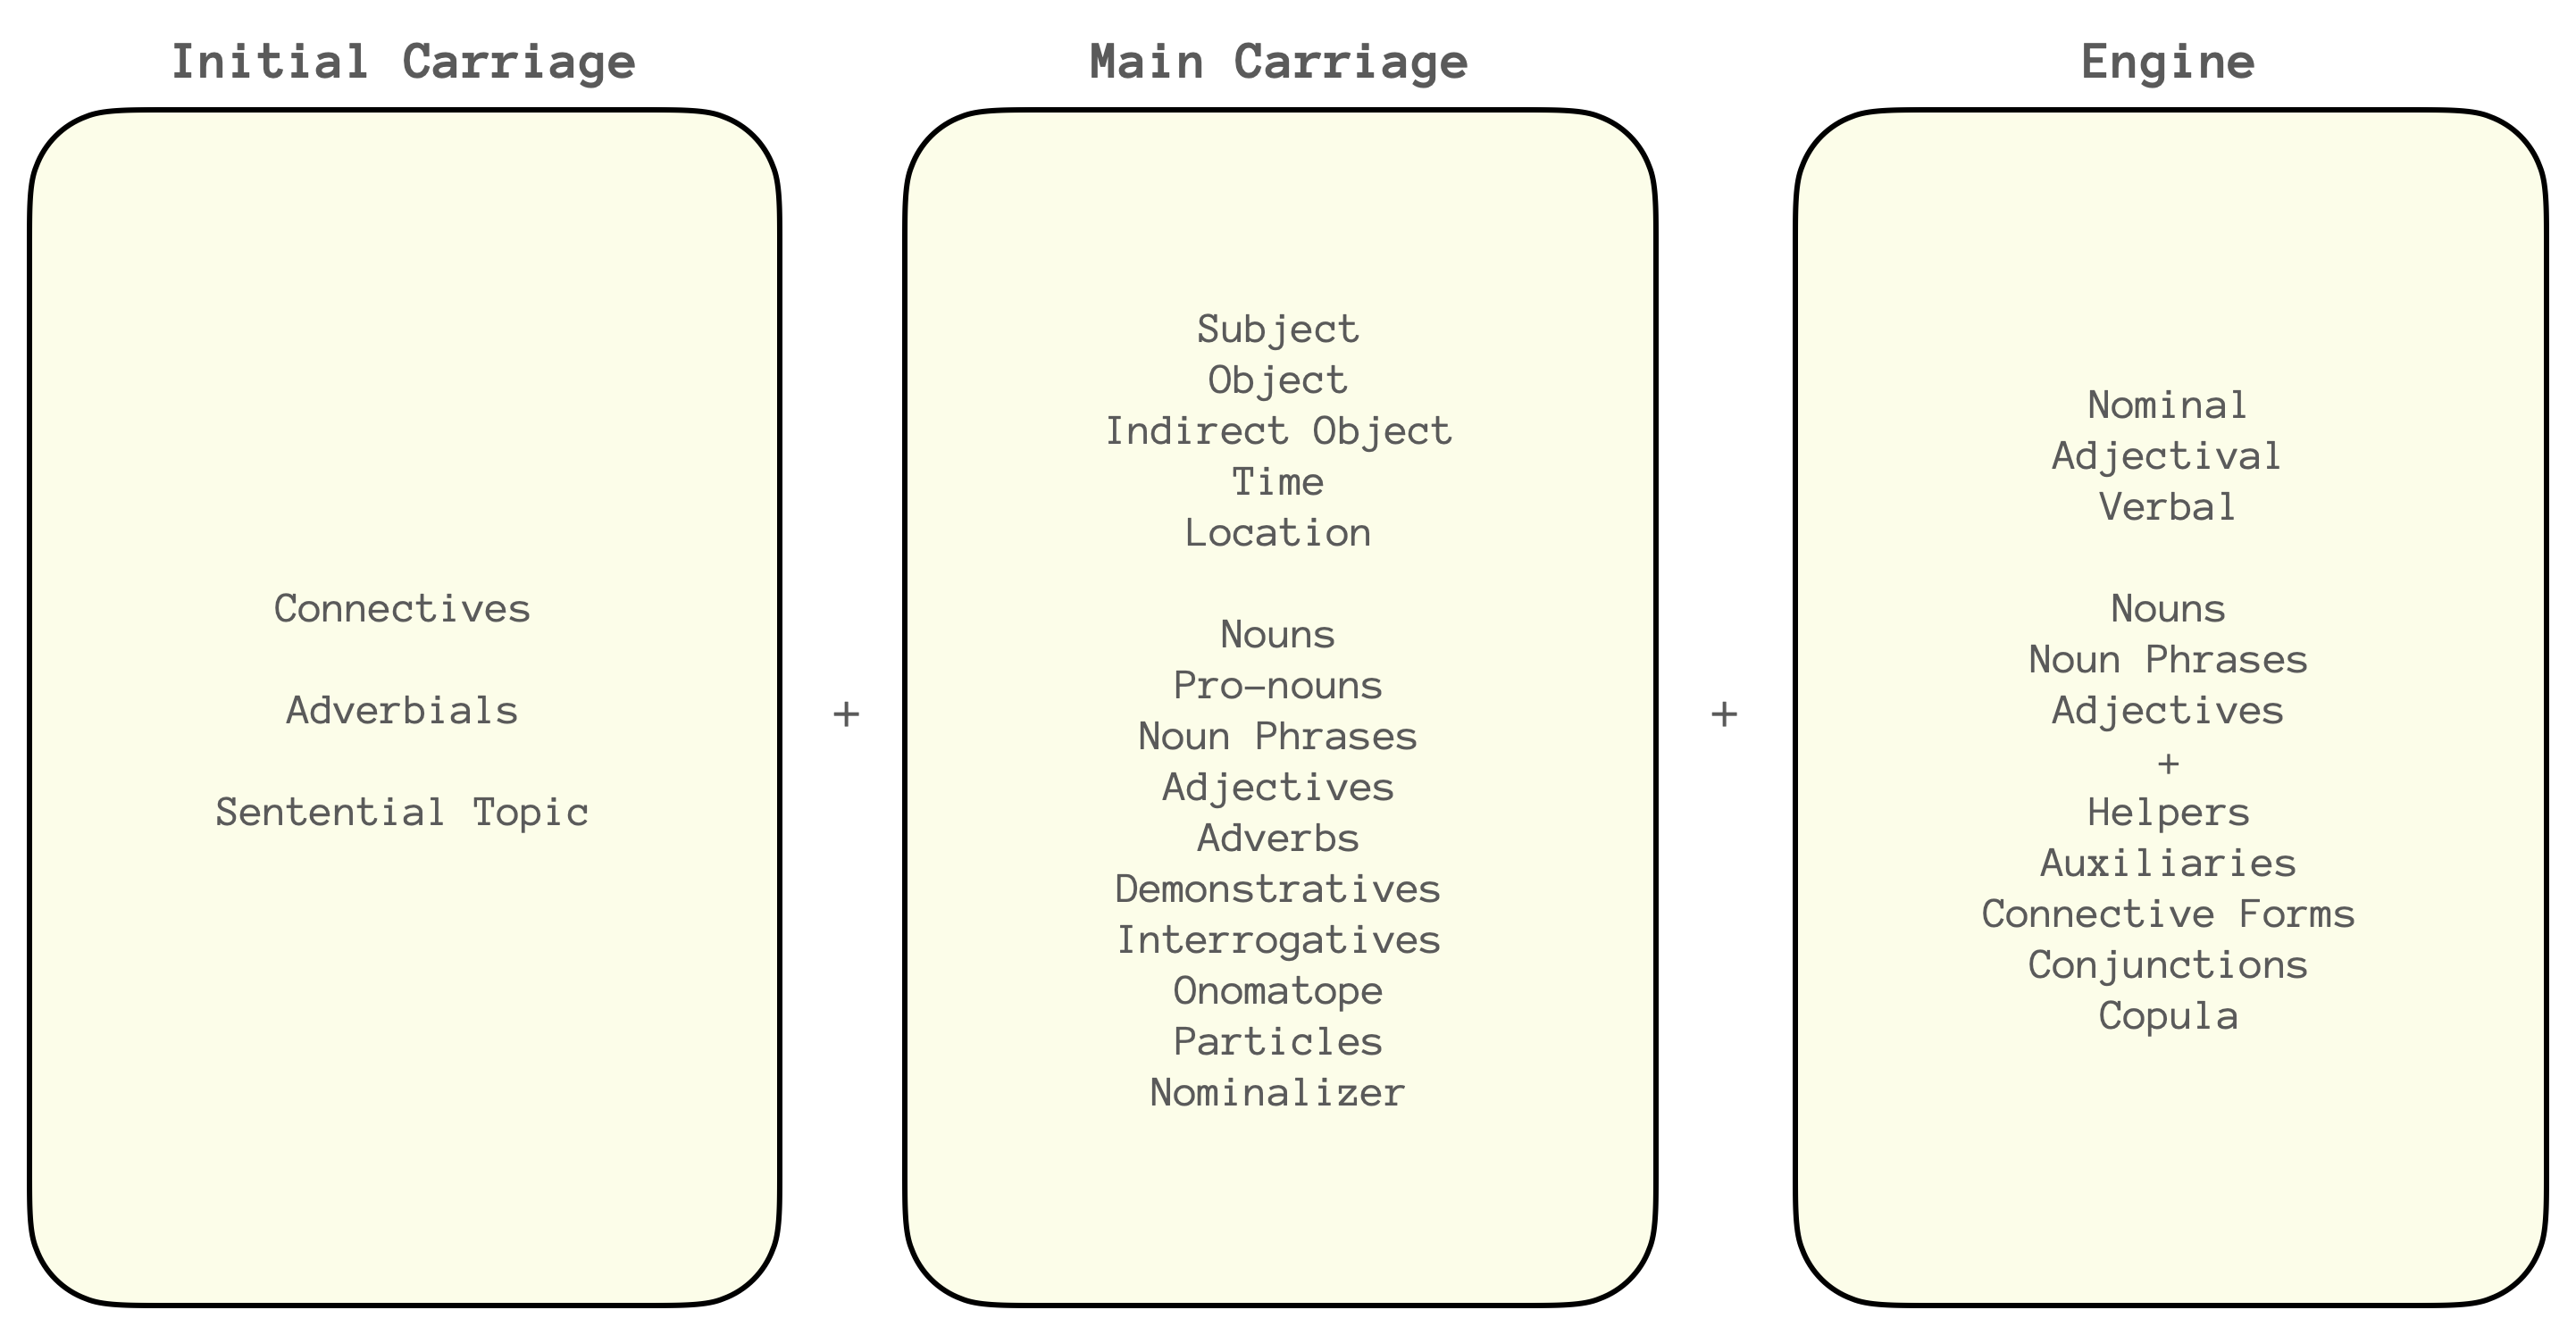 Initial Carriage
Connectives
Adverbials
Sentential Topic
+
Main Carriage
Subject
Object
Indirect Object
Time
Location
Nouns
Pro-nouns
Noun Phrases
Adjectives
Adverbs
Demonstratives
Interrogatives
Onomatope
Particles
Nominalizer
+
Engine
Nominal
Adjectival
Verbal
Nouns
Noun Phrases
Adjectives
+
Helpers
Auxiliaries
Connective Forms
Conjunctions
Copula